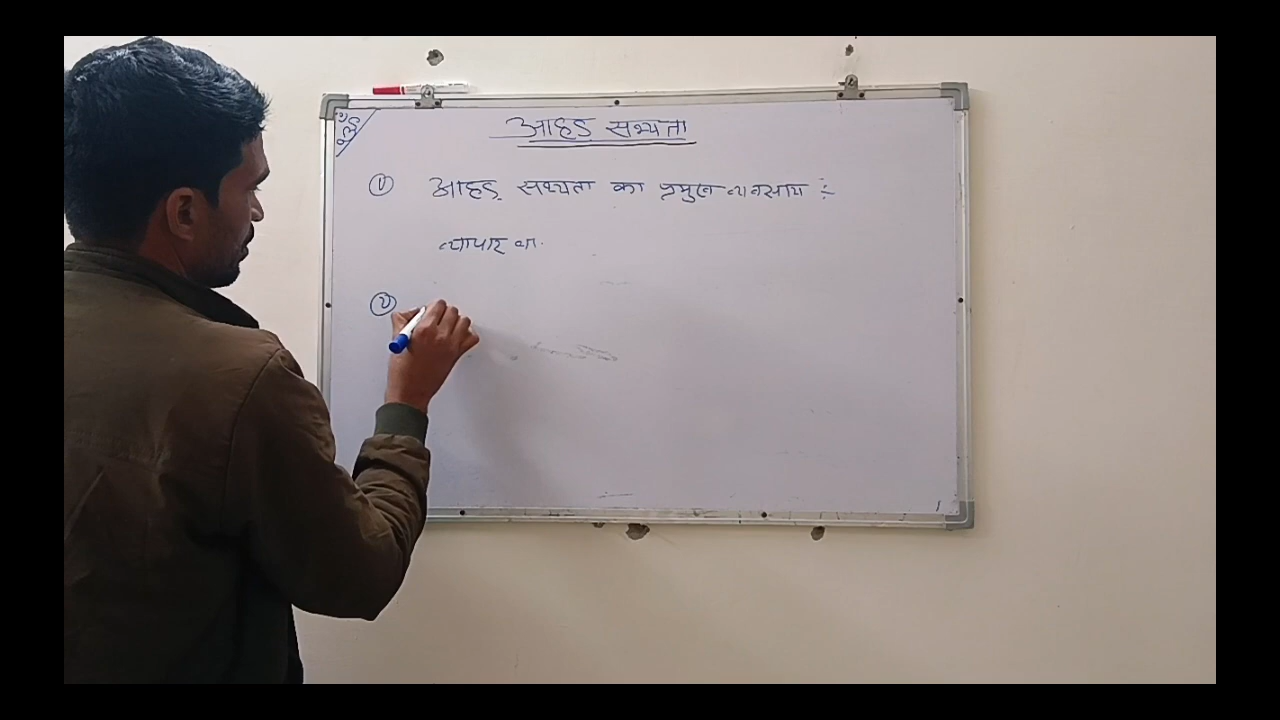 आहड सभ्यता
① आहड़ सभ्यता का प्रमुख व्यवसाय :-
व्यापार था.
②